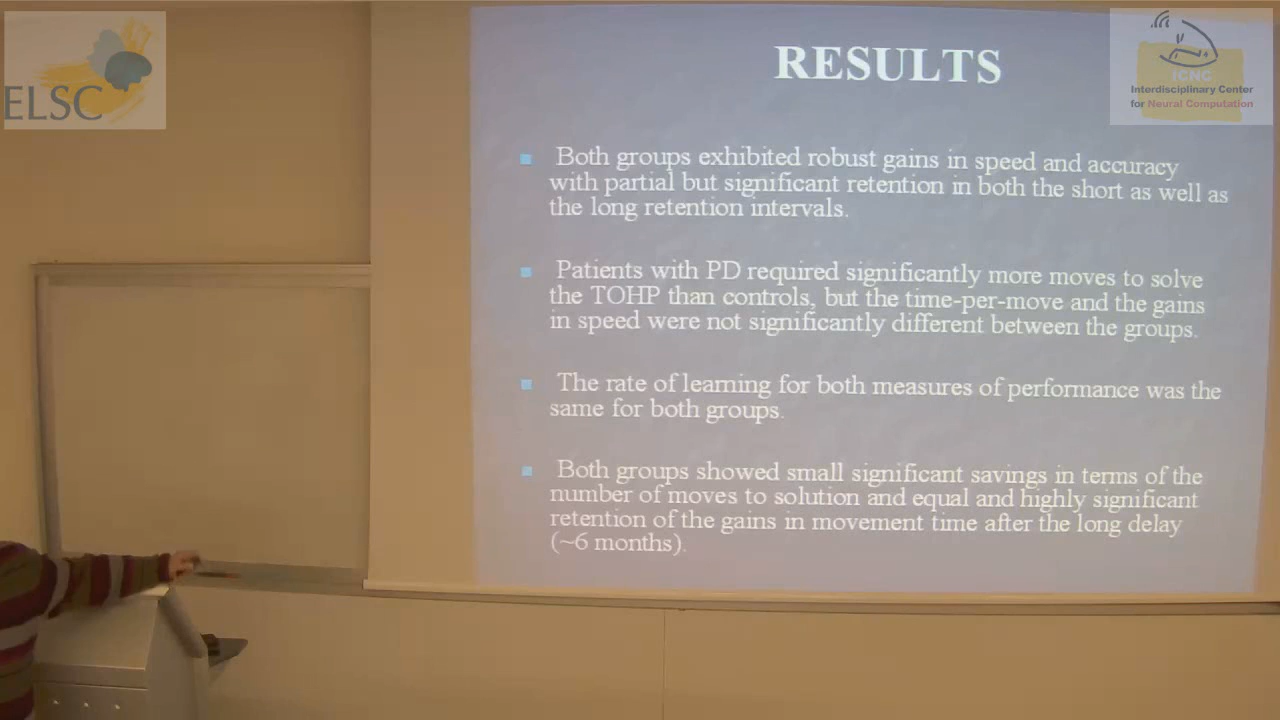 ELSC
RESULTS
ICNC
Interdisciplinary Center
for Neural Computation
Both groups exhibited robust gains in speed and accuracy
with partial but significant retention in both the short as well as
the long retention intervals.
Patients with PD required significantly more moves to solve
the TOHP than controls, but the time-per-move and the gains
in speed were not significantly different between the groups.
The rate of learning for both measures of performance was the
same for both groups.
Both groups showed small significant savings in terms of the
number of moves to solution and equal and highly significant
retention of the gains in movement time after the long delay
(~6 months).